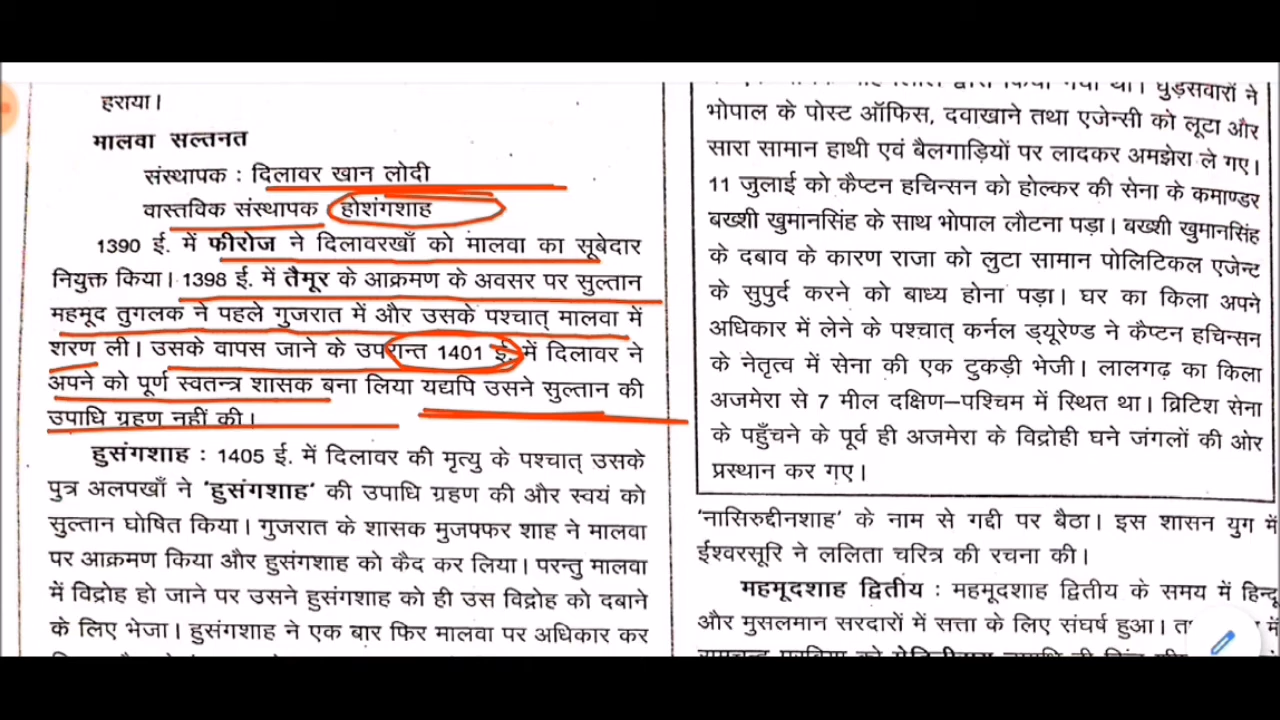 हराया।
मालवा सल्तनत
संस्थापक : दिलावर खान लोदी
वास्तविक संस्थापक होशंगशाह
1390 ई. में फीरोज ने दिलावरखाँ को मालवा का सूबेदार
नियुक्त किया। 1398 ई. में तैमूर के आक्रमण के अवसर पर सुल्तान
महमूद तुगलक ने पहले गुजरात में और उसके पश्चात् मालवा में
शरण ली। उसके वापस जाने के उपरान्त 1401 ई. में दिलावर ने
अपने को पूर्ण स्वतन्त्र शासक बना लिया यद्यपि उसने सुल्तान की
उपाधि ग्रहण नहीं की।
हुसंगशाह : 1405 ई. में दिलावर की मृत्यु के पश्चात् उसके
पुत्र अलपखाँ ने 'हुसंगशाह' की उपाधि ग्रहण की और स्वयं को
सुल्तान घोषित किया। गुजरात के शासक मुजफ्फर शाह ने मालवा
पर आक्रमण किया और हुसंगशाह को कैद कर लिया। परन्तु मालवा
में विद्रोह हो जाने पर उसने हुसंगशाह को ही उस विद्रोह को दबाने
के लिए भेजा। हुसंगशाह ने एक बार फिर मालवा पर अधिकार कर
द्वारा किया गया था। घुड़सवारों ने
भोपाल के पोस्ट ऑफिस, दवाखाने तथा एजेन्सी को लूटा और
सारा सामान हाथी एवं बैलगाड़ियों पर लादकर अमझेरा ले गए।
11 जुलाई को कैप्टन हचिन्सन को होल्कर की सेना के कमाण्डर
बख्शी खुमानसिंह के साथ भोपाल लौटना पड़ा। बख्शी खुमानसिंह
के दबाव के कारण राजा को लुटा सामान पोलिटिकल एजेन्ट
के सुपुर्द करने को बाध्य होना पड़ा। घर का किला अपने
अधिकार में लेने के पश्चात् कर्नल ड्यूरेण्ड ने कैप्टन हचिन्सन
के नेतृत्व में सेना की एक टुकड़ी भेजी। लालगढ़ का किला
अजमेरा से 7 मील दक्षिण–पश्चिम में स्थित था। ब्रिटिश सेना
के पहुँचने के पूर्व ही अजमेरा के विद्रोही घने जंगलों की ओर
प्रस्थान कर गए।
'नासिरुद्दीनशाह' के नाम से गद्दी पर बैठा। इस शासन युग में
ईश्वरसूरि ने ललिता चरित्र की रचना की।
महमूदशाह द्वितीय : महमूदशाह द्वितीय के समय में हिन्दू
और मुसलमान सरदारों में सत्ता के लिए संघर्ष हुआ। में